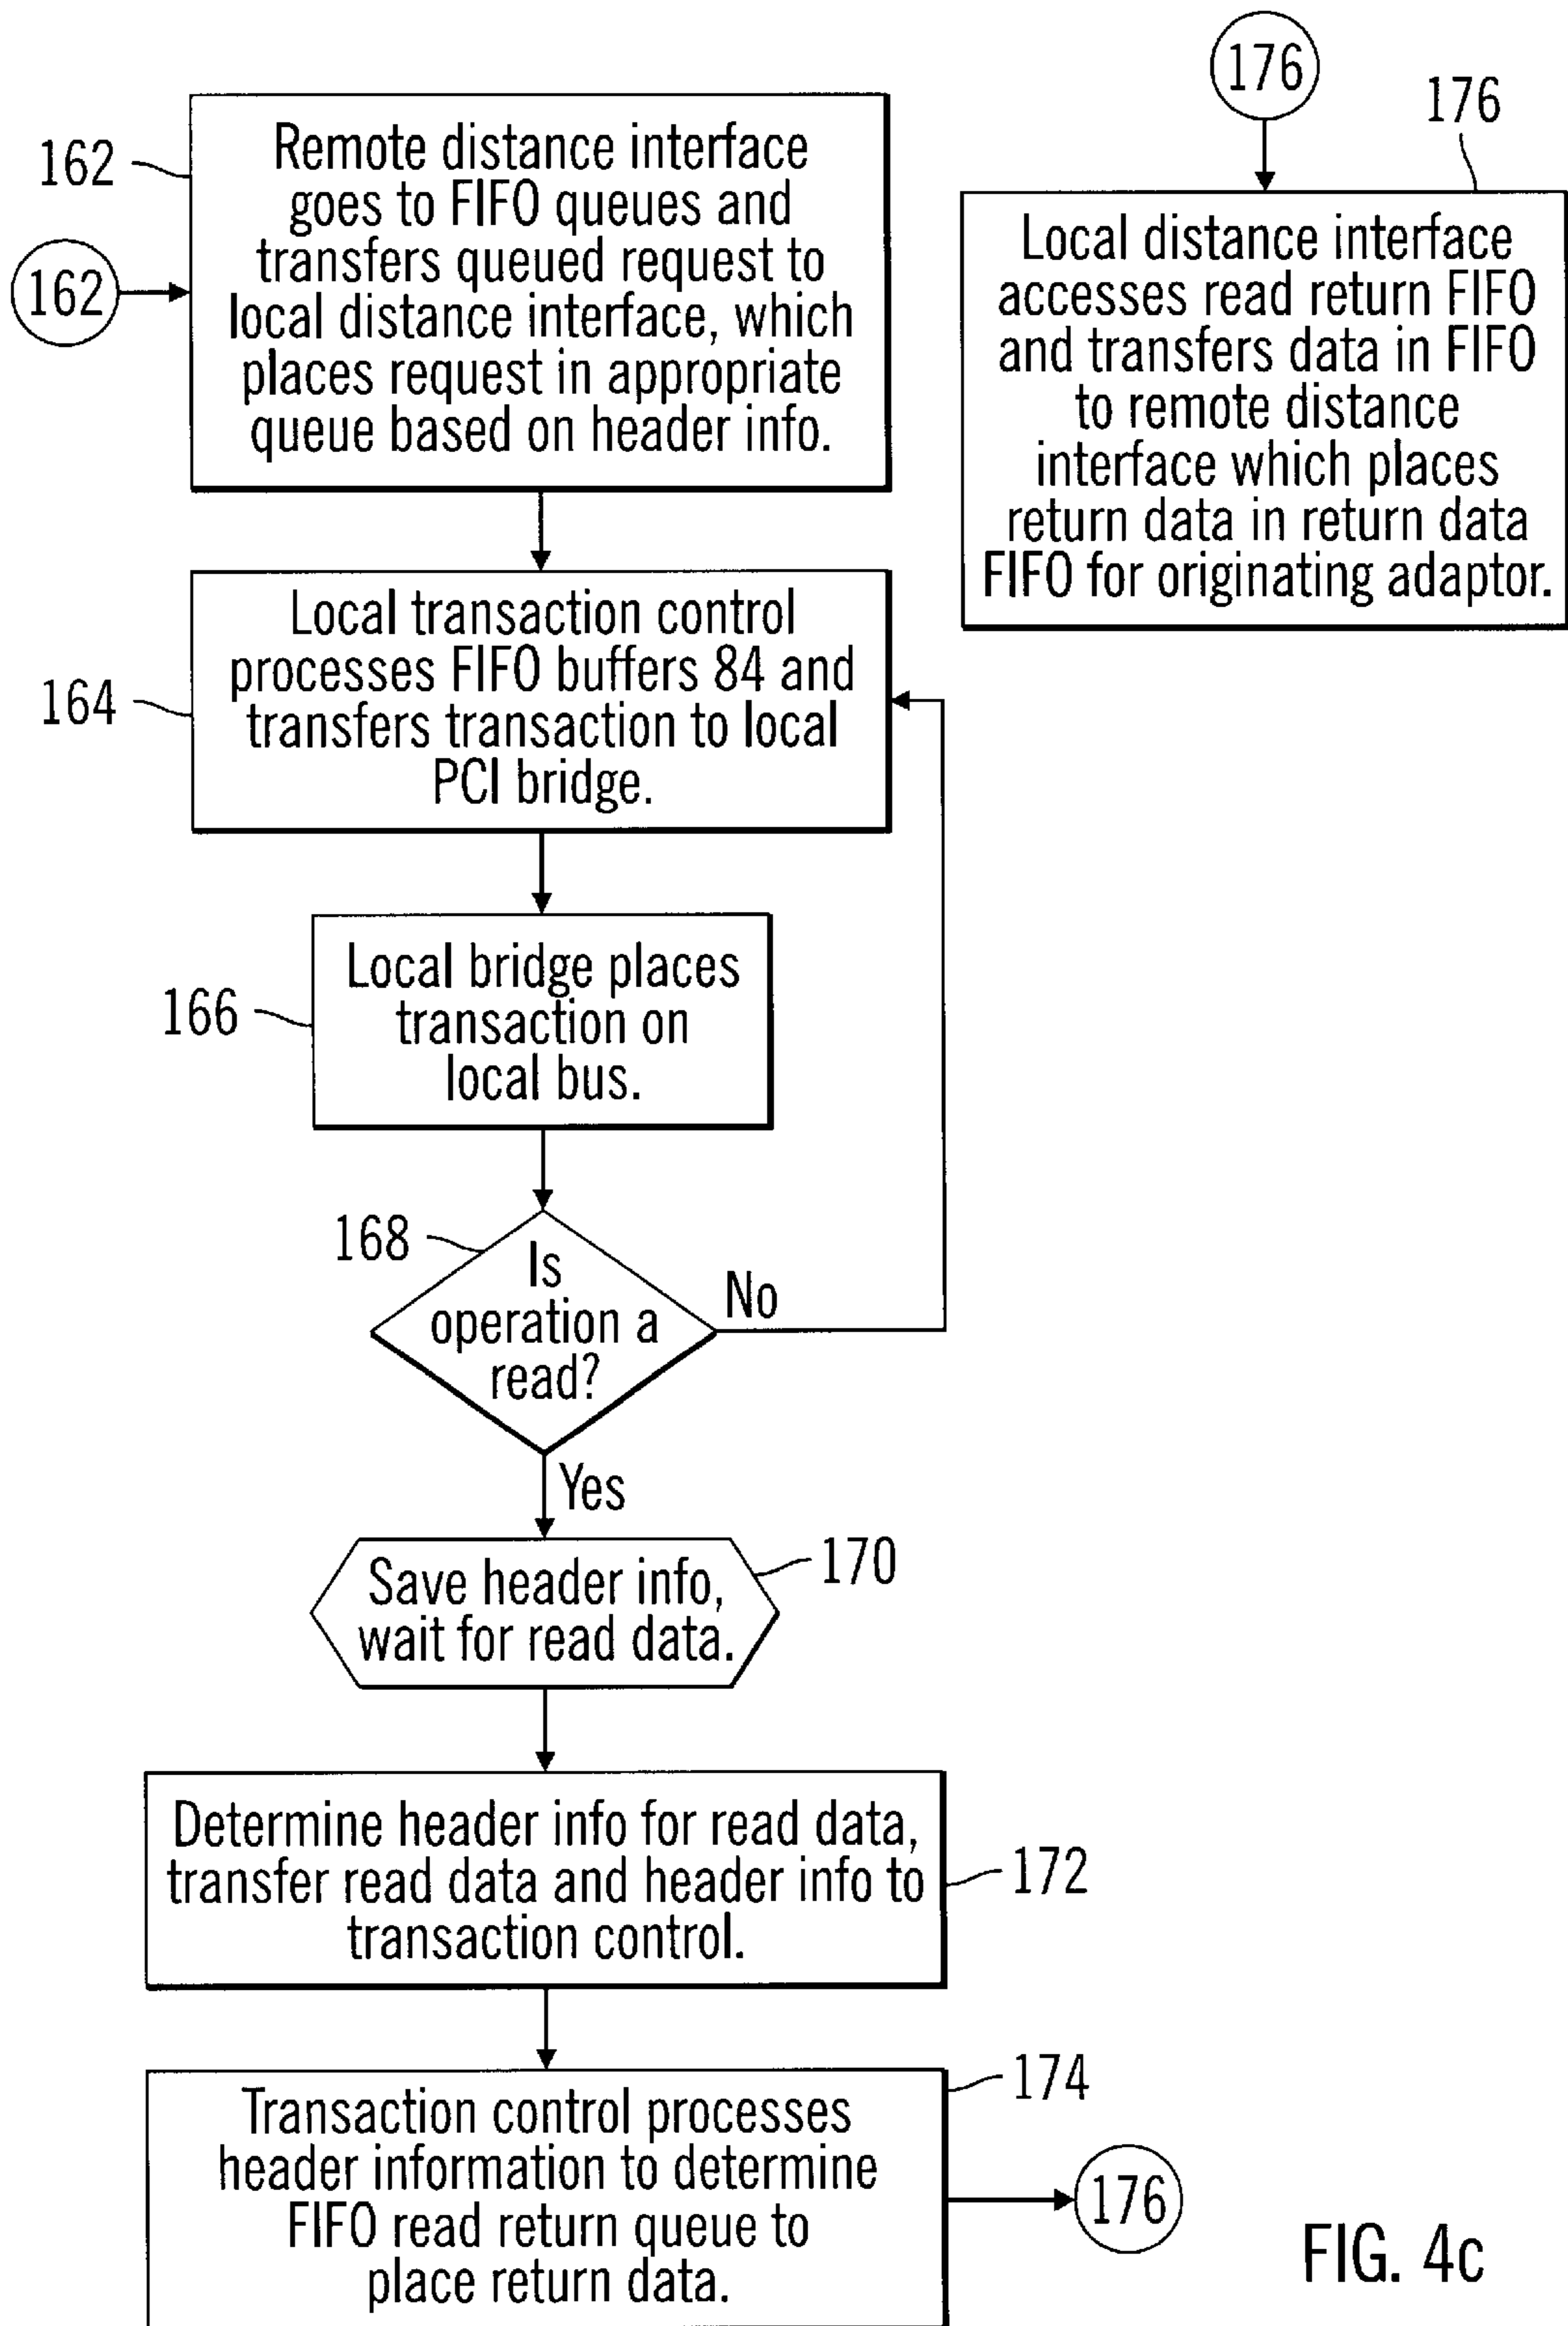 162
162
Remote distance interface
goes to FIFO queues and
transfers queued request to
local distance interface, which
places request in appropriate
queue based on header info.
164
Local transaction control
processes FIFO buffers 84 and
transfers transaction to local
PCI bridge.
166
Local bridge places
transaction on
local bus.
168
Is
operation a
read?
No
Yes
Save header info,
wait for read data.
170
Determine header info for read data,
transfer read data and header info to
transaction control.
172
Transaction control processes
header information to determine
FIFO read return queue to
place return data.
174
176
176
176
Local distance interface
accesses read return FIFO
and transfers data in FIFO
to remote distance
interface which places
return data in return data
FIFO for originating adaptor.
FIG. 4c